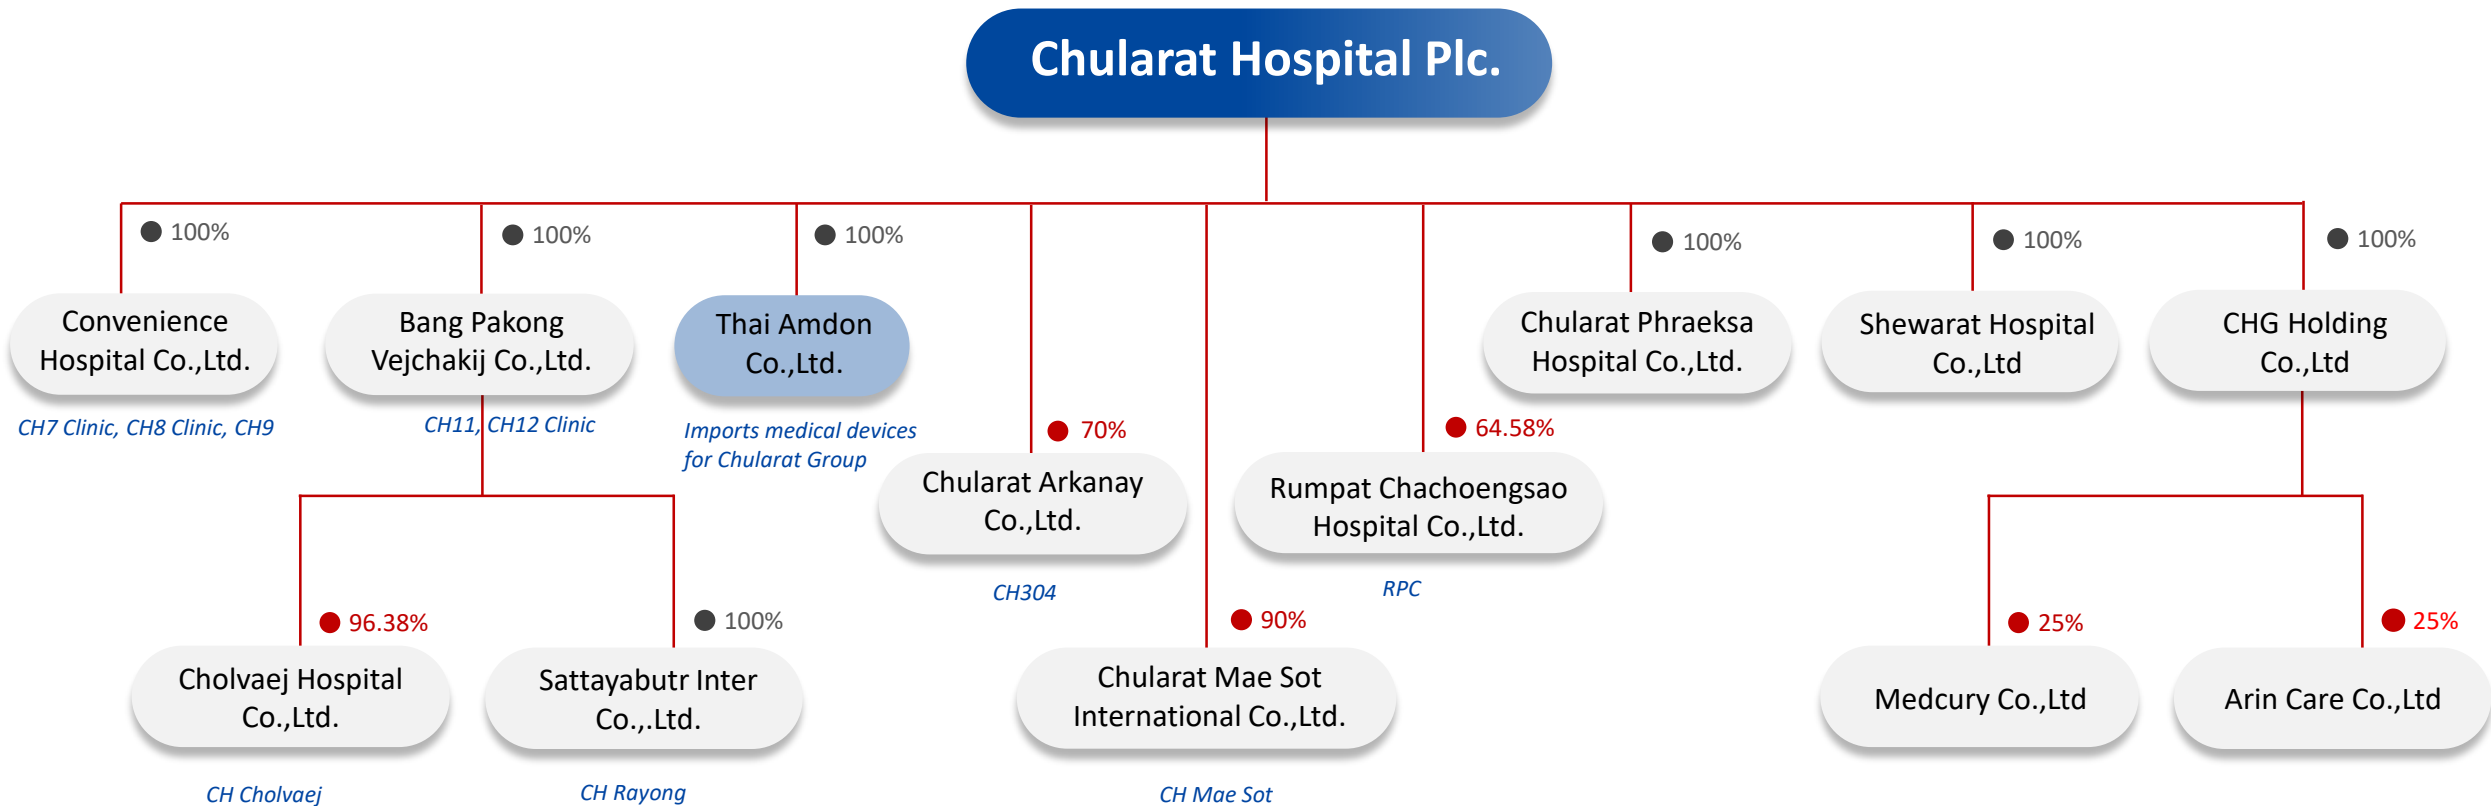 Chularat Hospital Plc.
100%
100%
100%
100%
100%
100%
Convenience
Hospital Co.,Ltd.
Bang Pakong
Vejchakij Co.,Ltd.
Thai Amdon
Co.,Ltd.
Chularat Phraeksa
Hospital Co.,Ltd.
Shewarat Hospital
Co.,Ltd
CHG Holding
Co.,Ltd
CH7 Clinic, CH8 Clinic, CH9
CH11, CH12 Clinic
Imports medical devices
for Chularat Group
70%
64.58%
Chularat Arkanay
Co.,Ltd.
Rumpat Chachoengsao
Hospital Co.,Ltd.
CH304
RPC
96.38%
100%
90%
25%
25%
Cholvaej Hospital
Co.,Ltd.
Sattayabutr Inter
Co.,.Ltd.
Chularat Mae Sot
International Co.,Ltd.
Medcury Co.,Ltd
Arin Care Co.,Ltd
CH Cholvaej
CH Rayong
CH Mae Sot